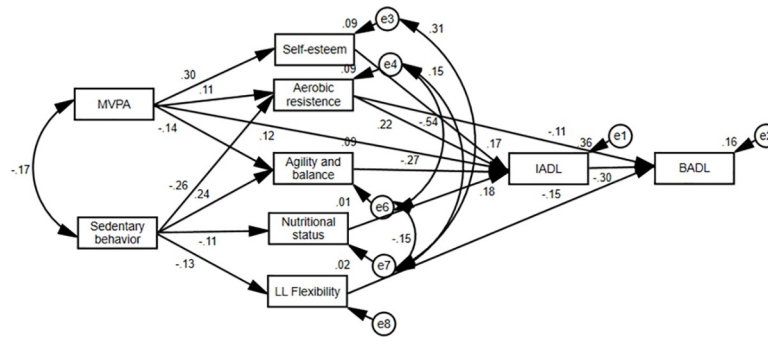 .09
e3
.31
Self-esteem
.30
.09
e4
.15
MVPA
.11
Aerobic
resistence
-.14
.12
.22
-.54
.17
-.11
.36
e1
.16
e2
.09
Agility and
balance
-.27
IADL
BADL
-.17
-.26
.24
.01
e6
.18
-.15
-.30
Sedentary
behavior
-.11
Nutritional
status
-.15
-.13
.02
e7
LL Flexibility
e8